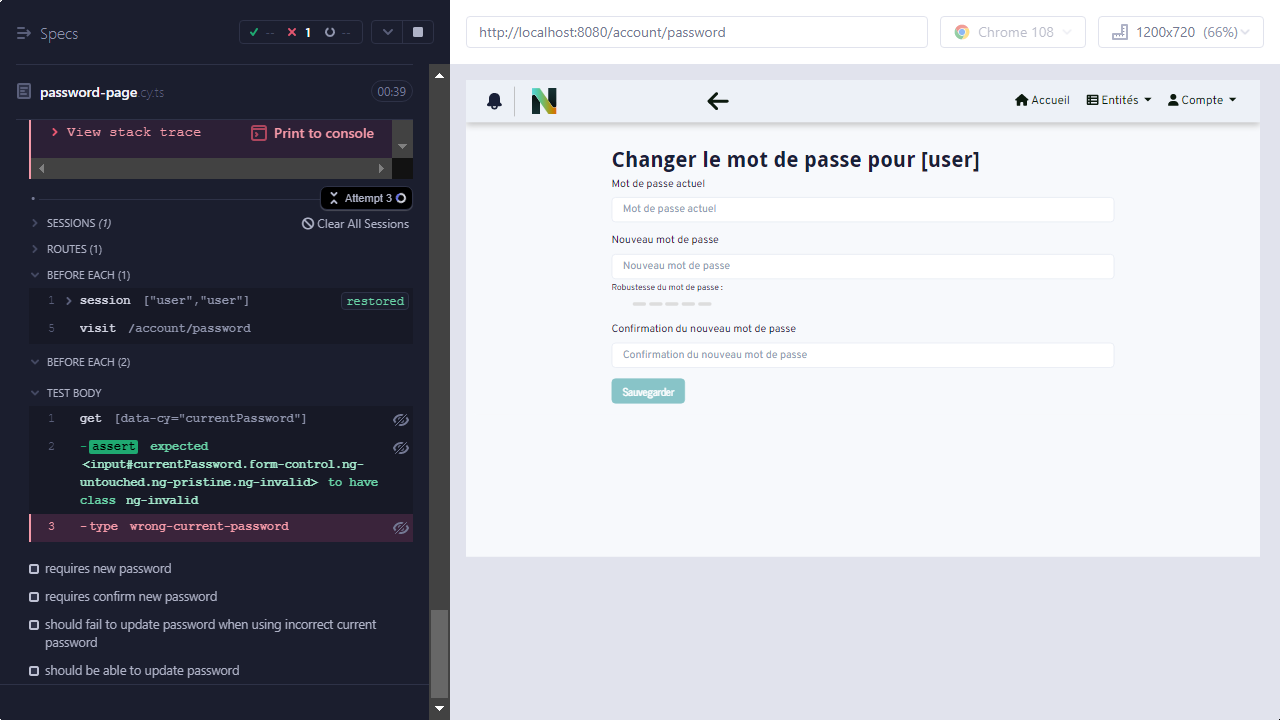 Specs
-- 1 --
password-page.cy.ts
00:39
View stack trace
Print to console
Attempt 3
SESSIONS (1)
Clear All Sessions
ROUTES (1)
BEFORE EACH (1)
1 session ["user","user"] restored
5 visit /account/password
BEFORE EACH (2)
TEST BODY
1 get [data-cy="currentPassword"]
2 -assert expected
<input#currentPassword.form-control.ng-
untouched.ng-pristine.ng-invalid> to have
class ng-invalid
3 -type wrong-current-password
requires new password
requires confirm new password
should fail to update password when using incorrect current
password
should be able to update password
http://localhost:8080/account/password
Chrome 108
1200x720 (66%)
N
Accueil
Entités
Compte
Changer le mot de passe pour [user]
Mot de passe actuel
Mot de passe actuel
Nouveau mot de passe
Nouveau mot de passe
Robustesse du mot de passe :
Confirmation du nouveau mot de passe
Confirmation du nouveau mot de passe
Sauvegarder